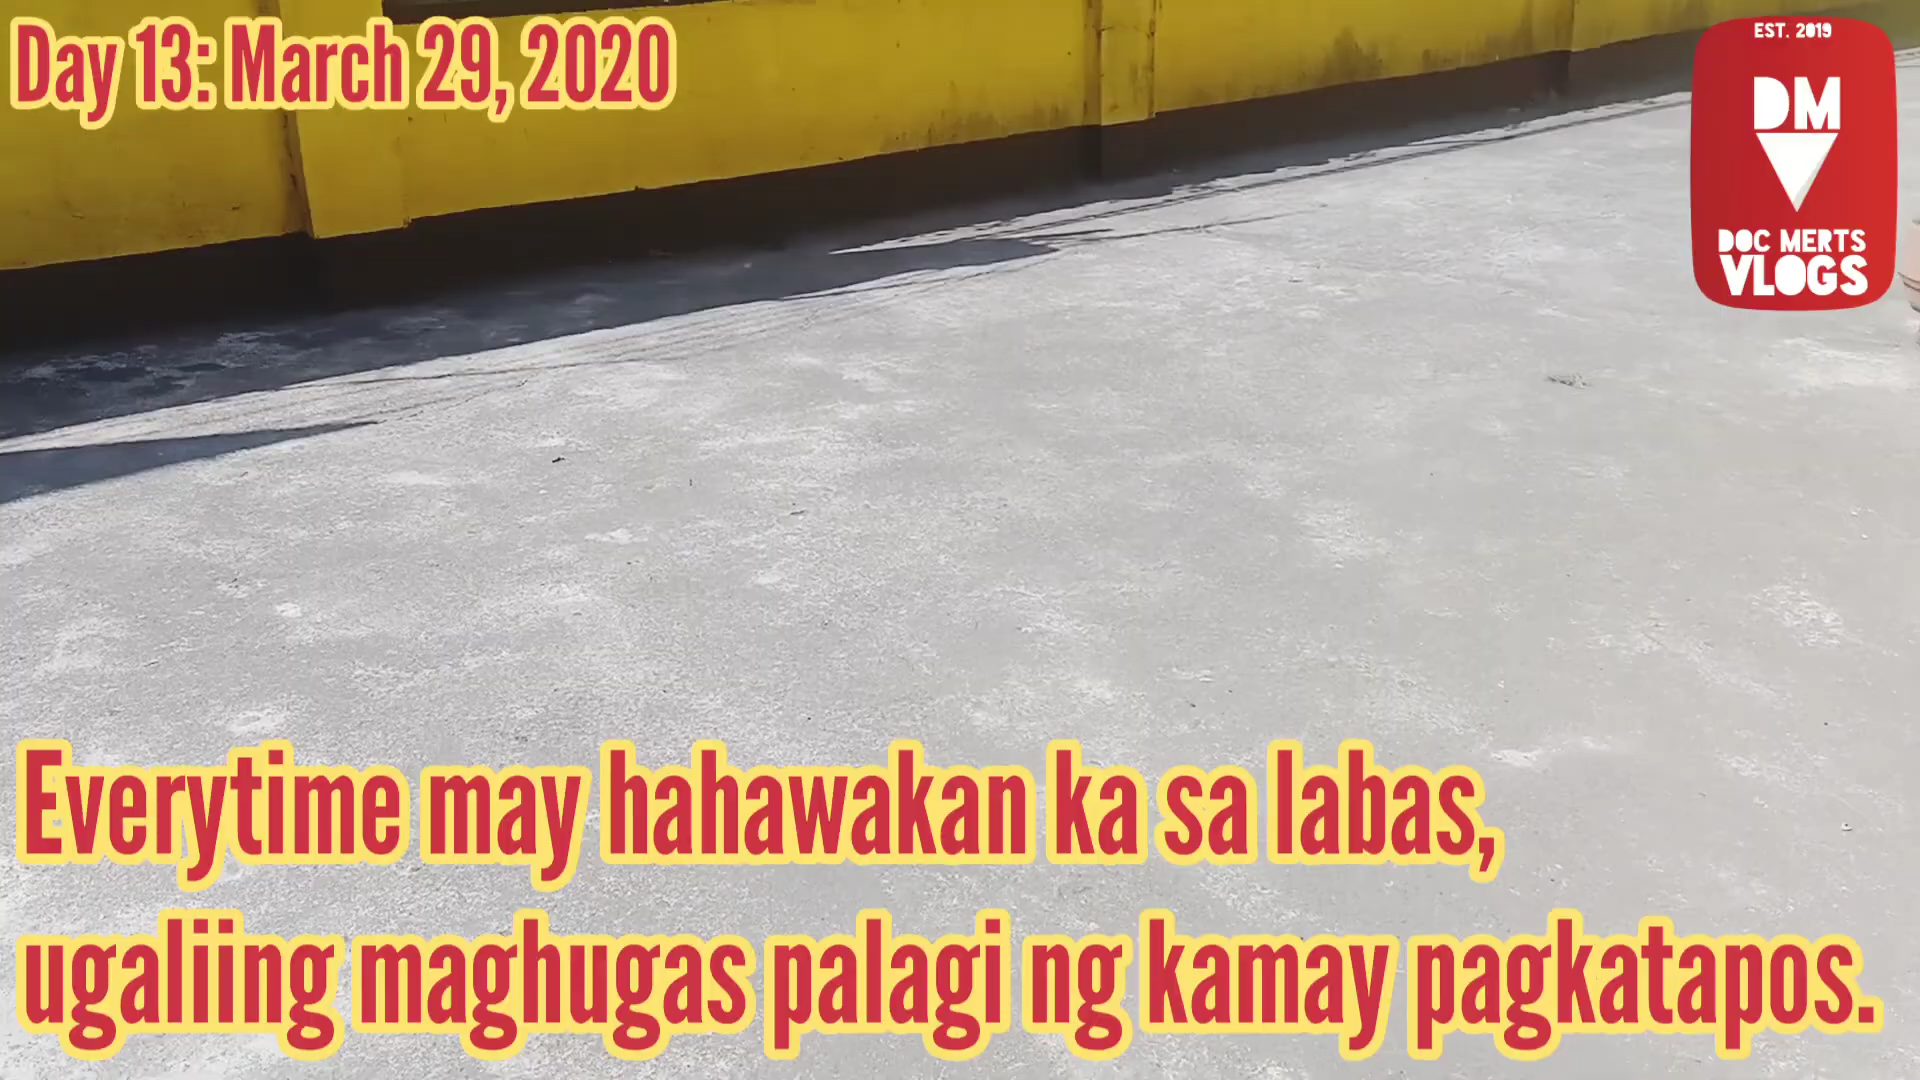 Day 13: March 29, 2020
EST. 2019
DM
DOC MERTS
VLOGS
Everytime may hahawakan ka sa labas,
ugaliing maghugas palagi ng kamay pagkatapos.